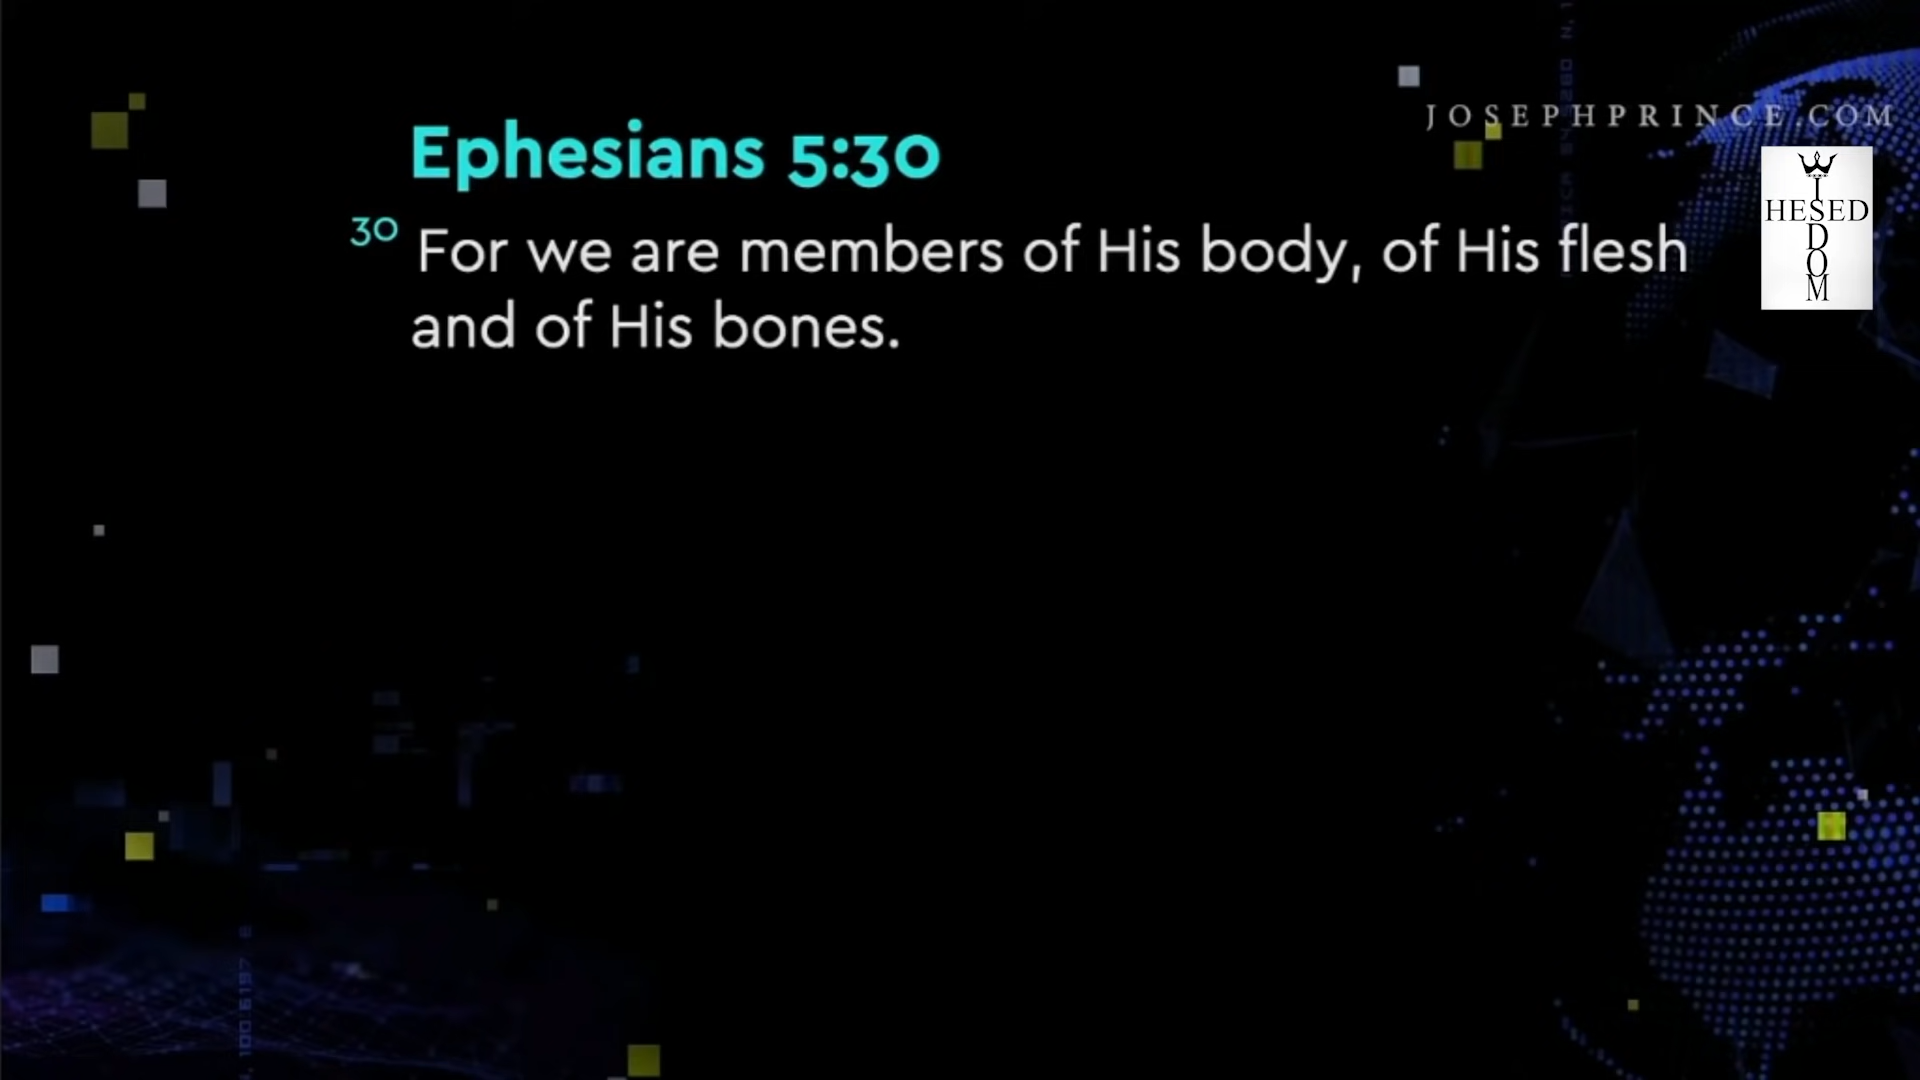 JOSEPHPRINCE.COM
Ephesians 5:30
30 For we are members of His body, of His flesh
and of His bones.
HESED
WISDOM